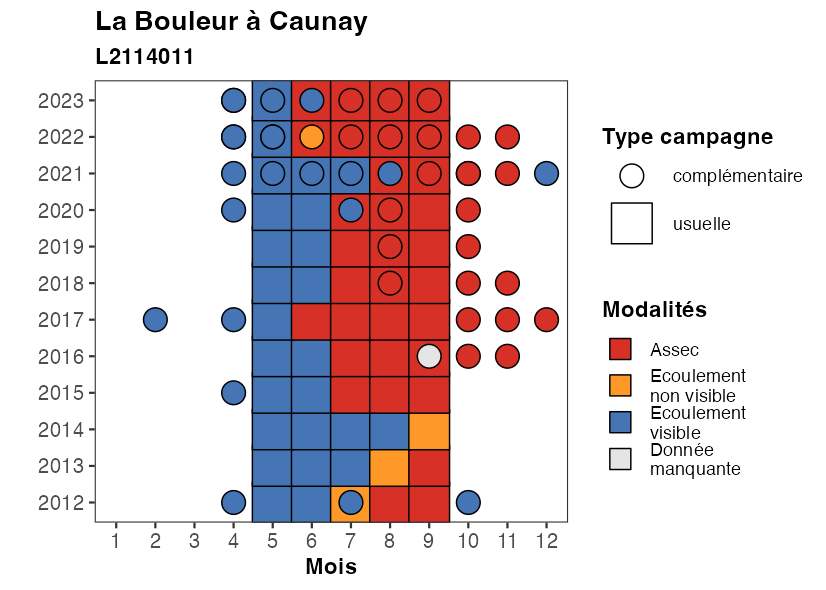 La Bouleur à Caunay
L2114011
2023
2022
2021
2020
2019
2018
2017
2016
2015
2014
2013
2012
1 2 3 4 5 6 7 8 9 10 11 12
Mois
Type campagne
complémentaire
usuelle
Modalités
Assec
Ecoulement
non visible
Ecoulement
visible
Donnée
manquante